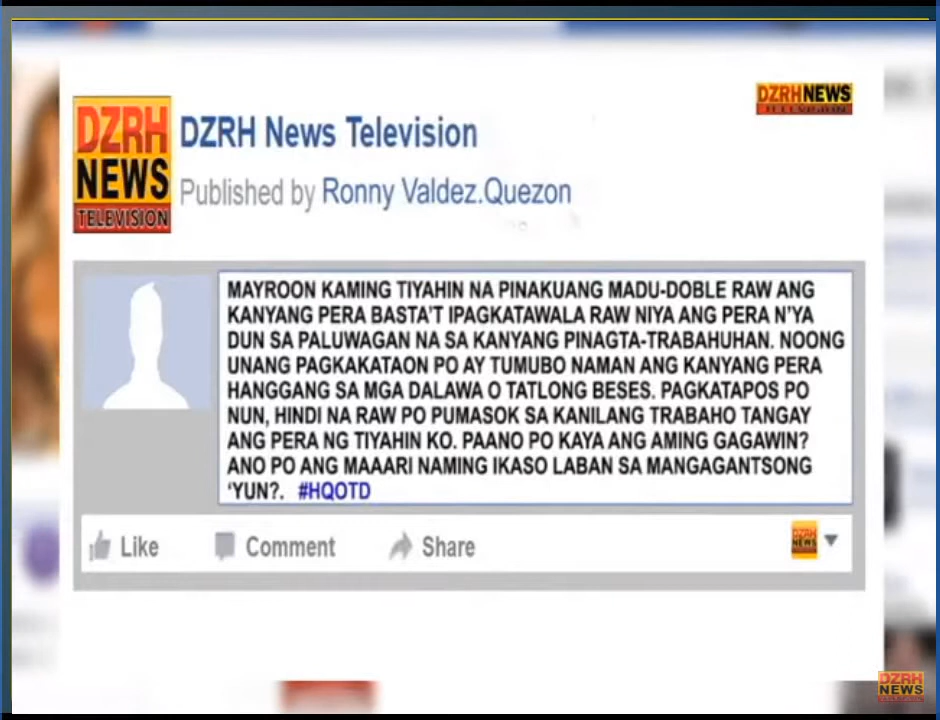 DZRH
NEWS
TELEVISION
DZRH News Television
Published by Ronny Valdez.Quezon
DZRHNEWS
TELEVISION
MAYROON KAMING TIYAHIN NA PINAKUANG MADU-DOBLE RAW ANG
KANYANG PERA BASTA'T IPAGKATAWALA RAW NIYA ANG PERA N'YA
DUN SA PALUWAGAN NA SA KANYANG PINAGTA-TRABAHUHAN. NOONG
UNANG PAGKAKATAON PO AY TUMUBO NAMAN ANG KANYANG PERA
HANGGANG SA MGA DALAWA O TATLONG BESES. PAGKATAPOS PO
NUN, HINDI NA RAW PO PUMASOK SA KANILANG TRABAHO TANGAY
ANG PERA NG TIYAHIN KO. PAANO PO KAYA ANG AMING GAGAWIN?
ANO PO ANG MAAARI NAMING IKASO LABAN SA MANGAGANTSONG
'YUN?. #HQOTD
Like Comment Share
DZRH
NEWS
DZRH
NEWS
TELEVISION